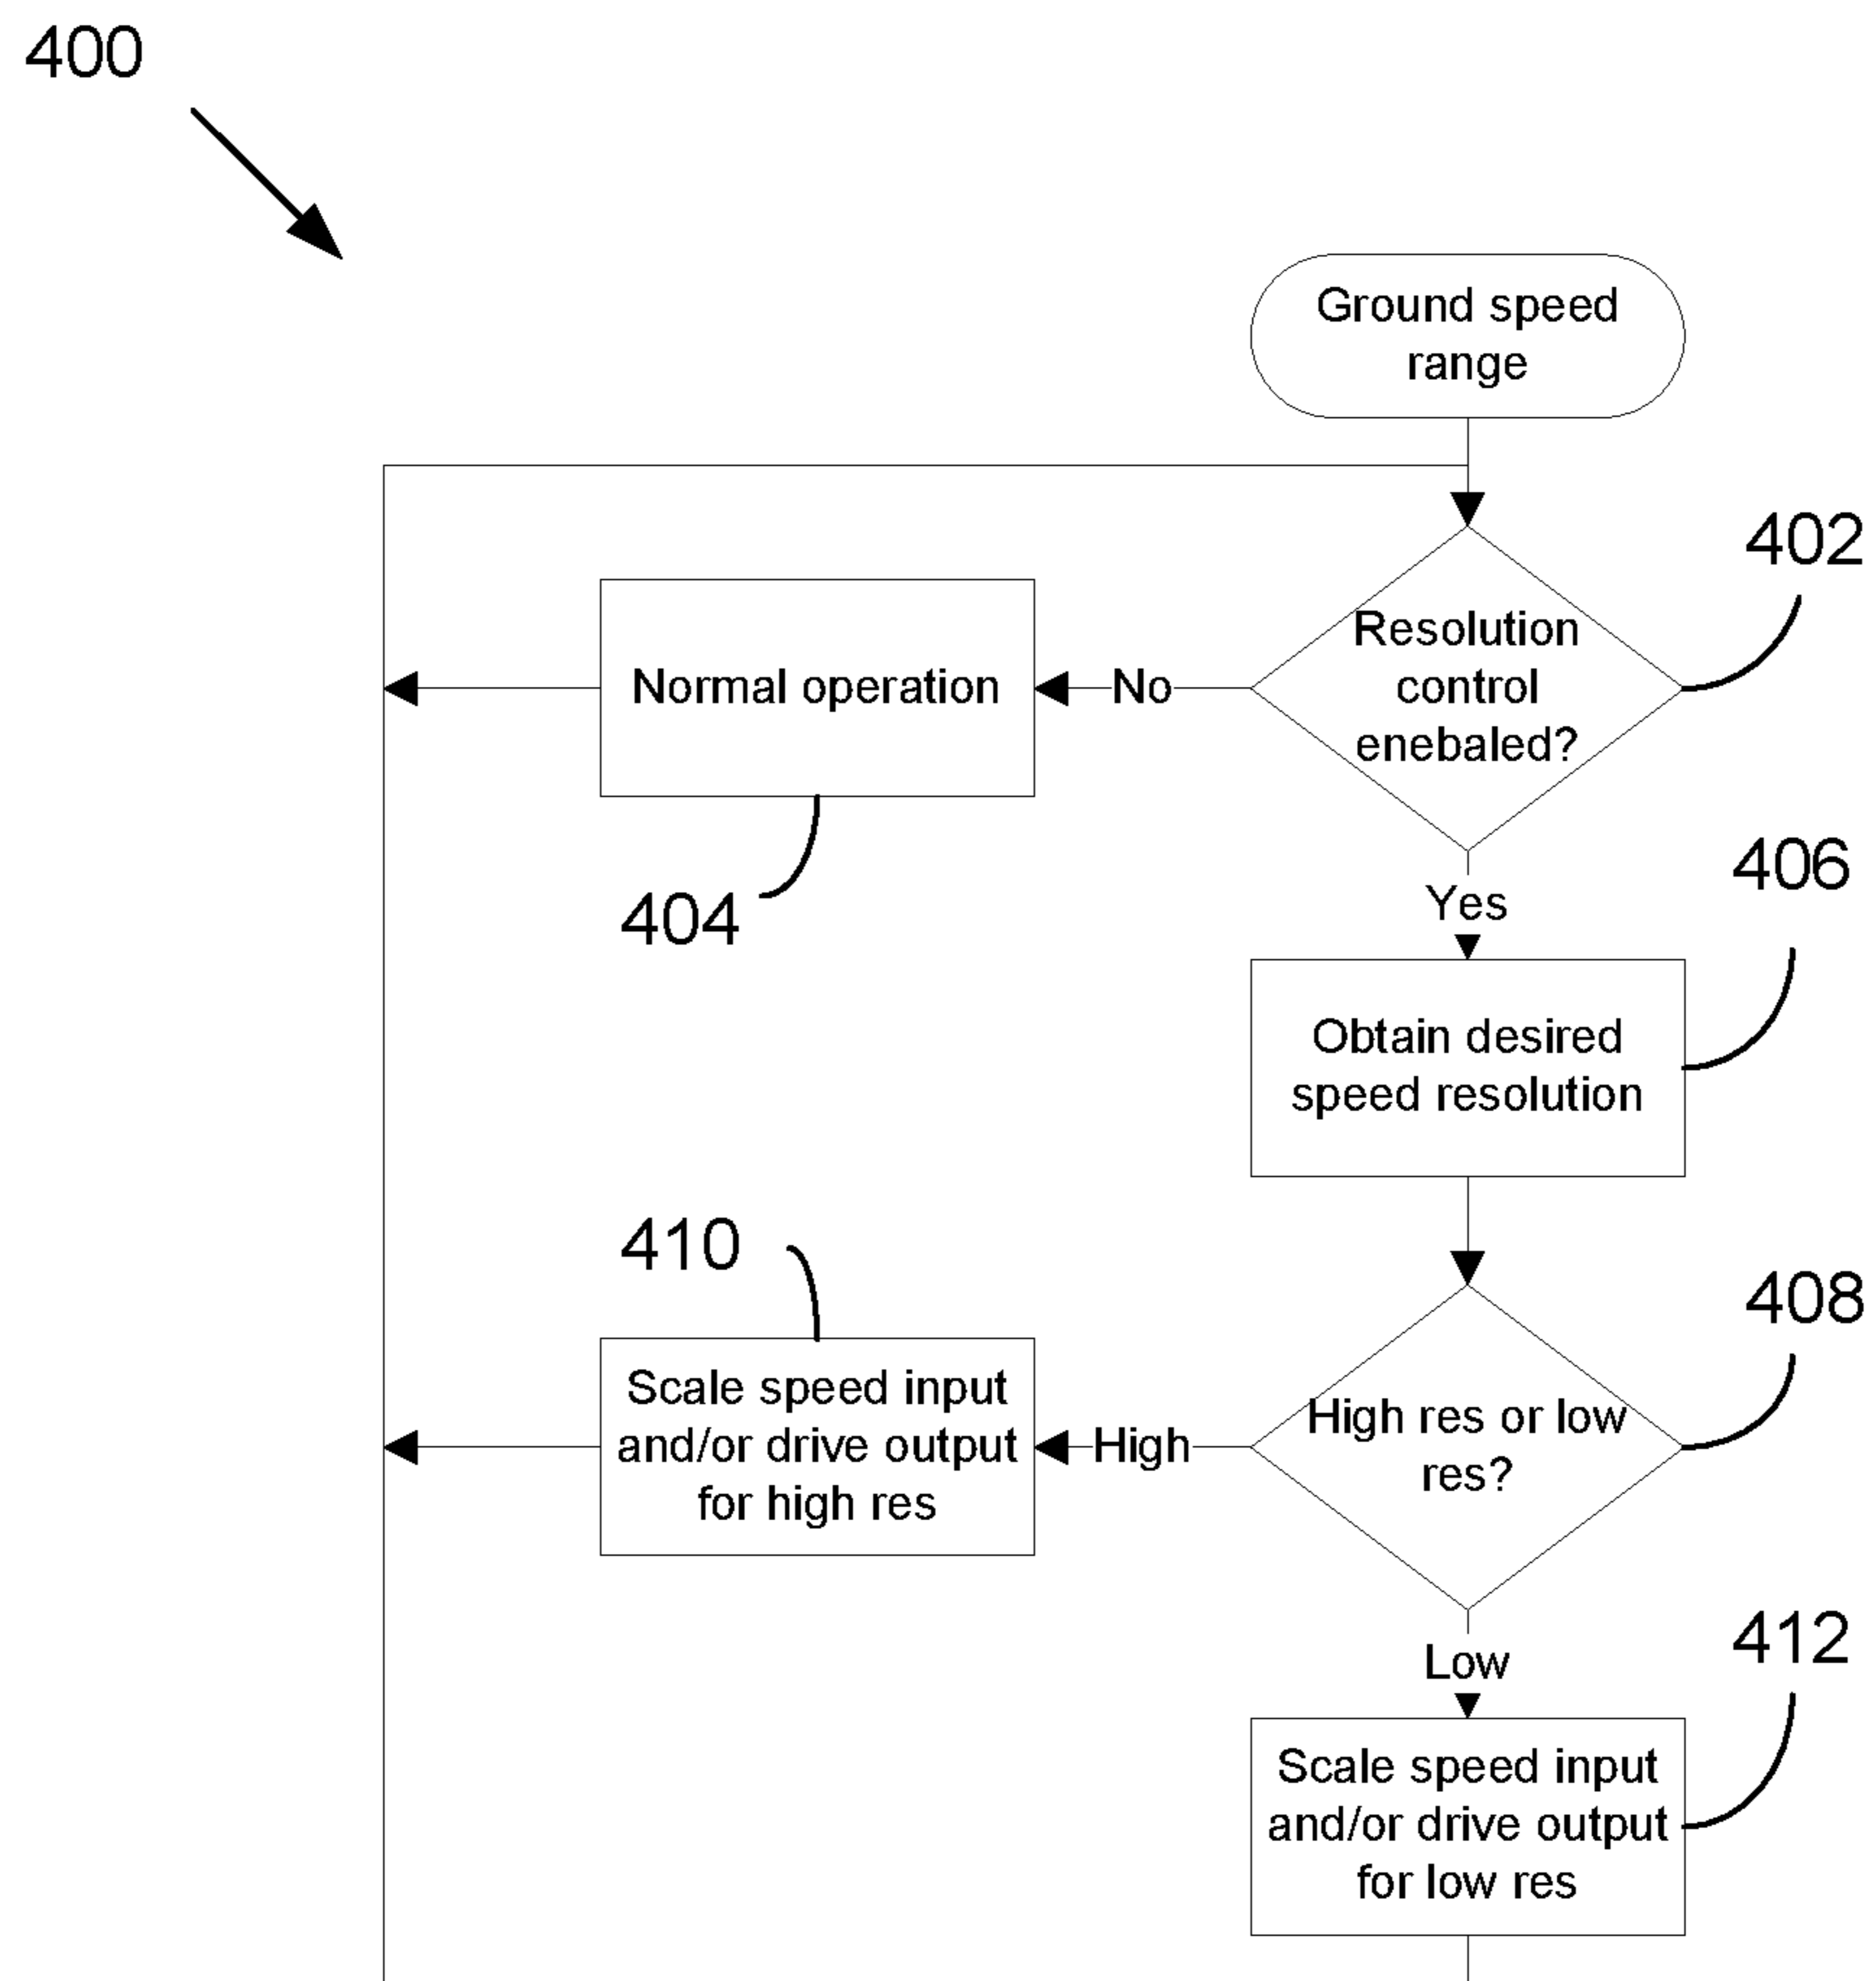 400
Ground speed
range
402
Resolution
control
enebaled?
No
Normal operation
404
Yes
406
Obtain desired
speed resolution
408
High res or low
res?
High
410
Scale speed input
and/or drive output
for high res
Low
412
Scale speed input
and/or drive output
for low res